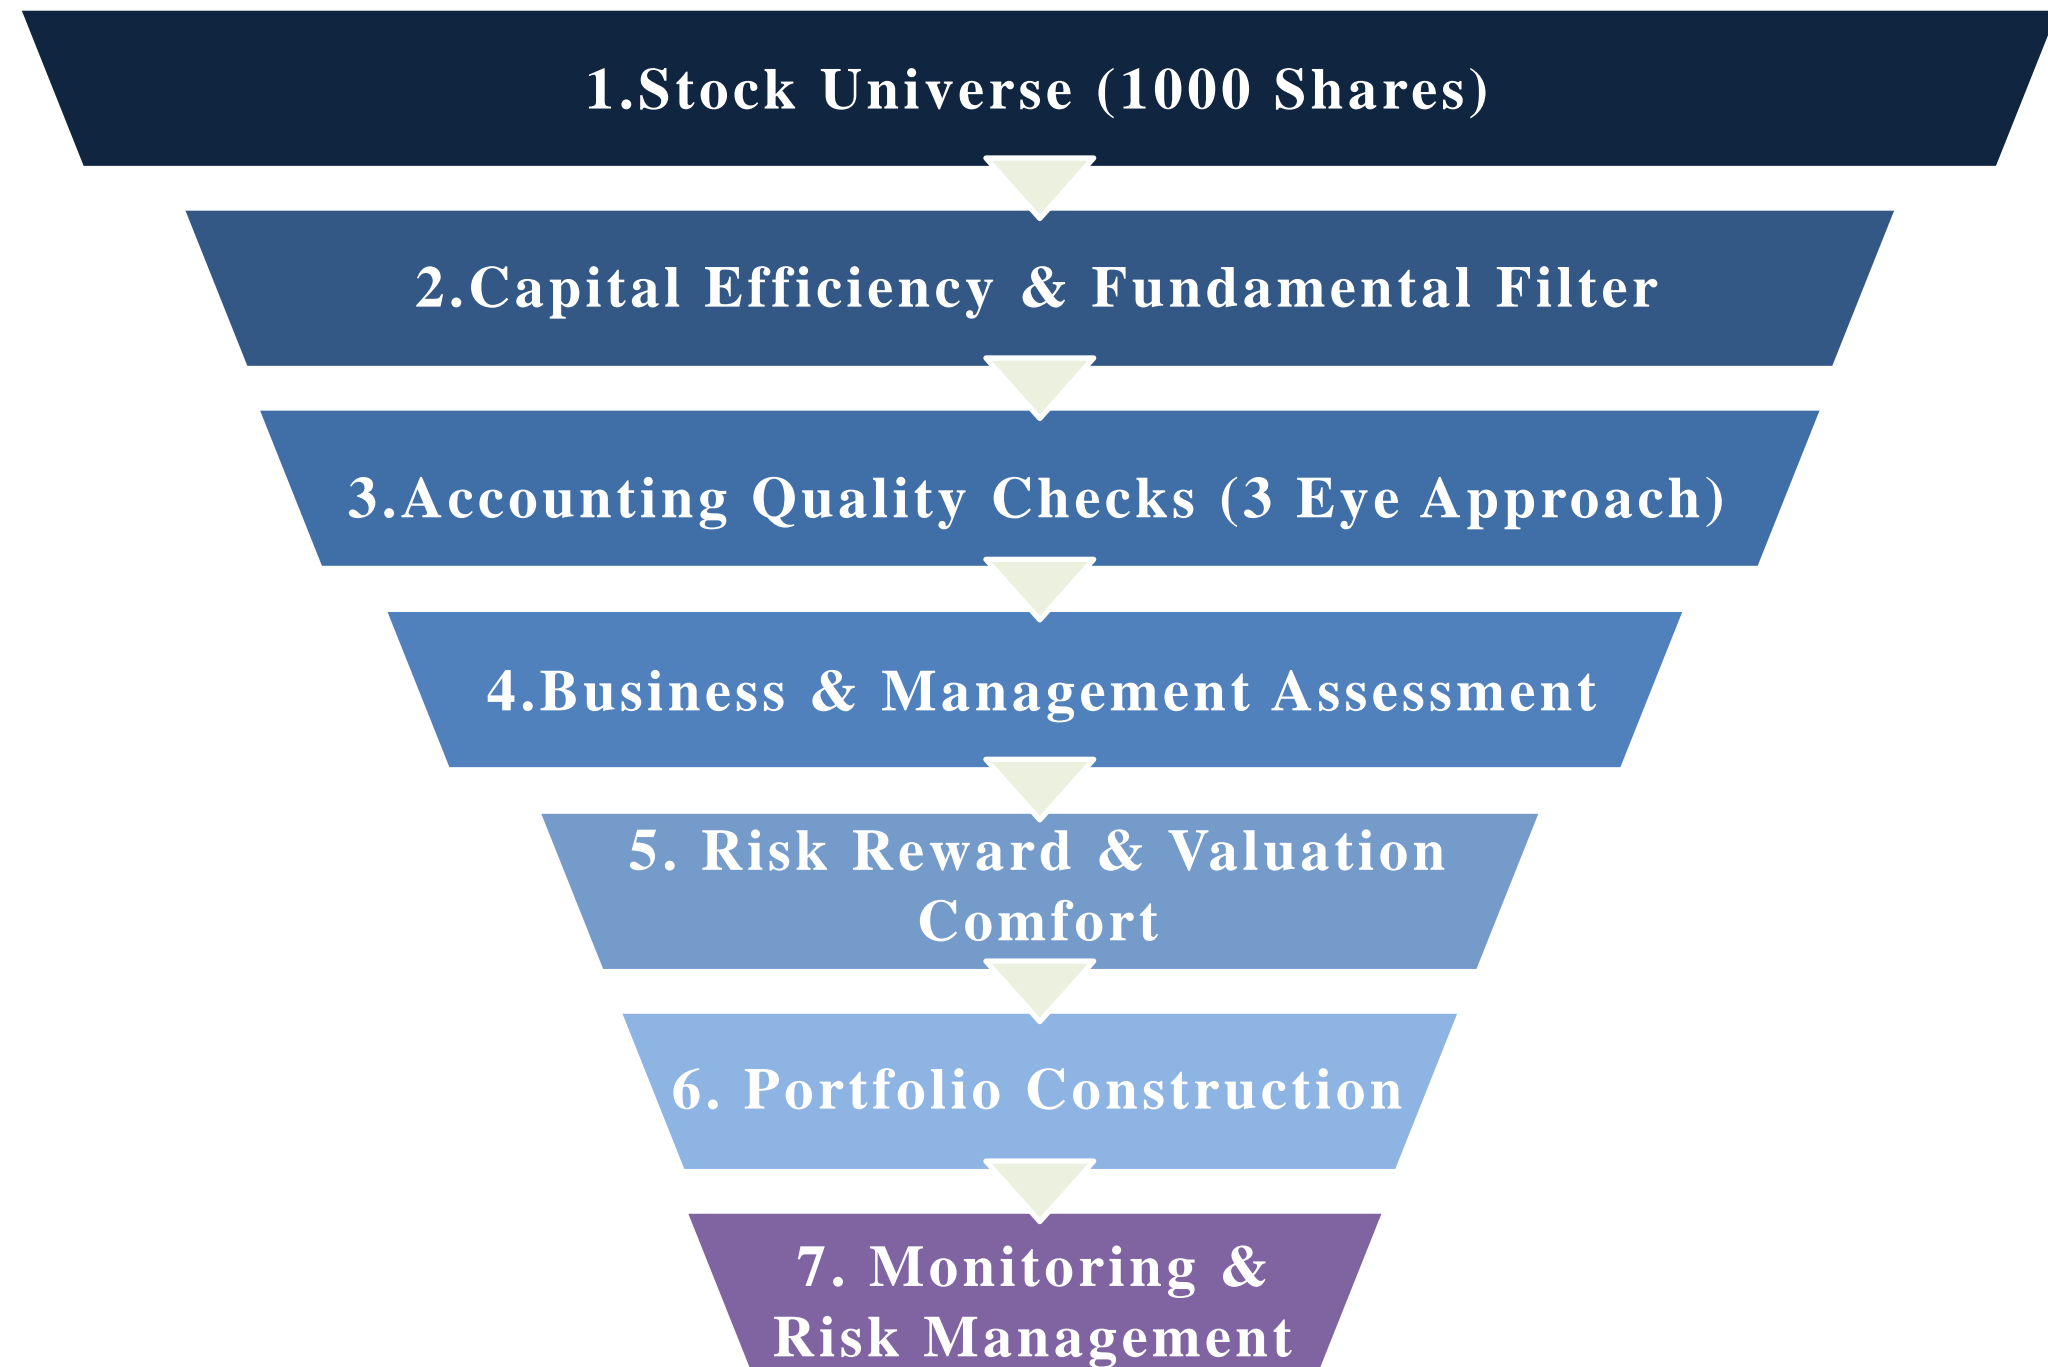 1.Stock Universe (1000 Shares)
2.Capital Efficiency & Fundamental Filter
3.Accounting Quality Checks (3 Eye Approach)
4.Business & Management Assessment
5. Risk Reward & Valuation
Comfort
6. Portfolio Construction
7. Monitoring &
Risk Management